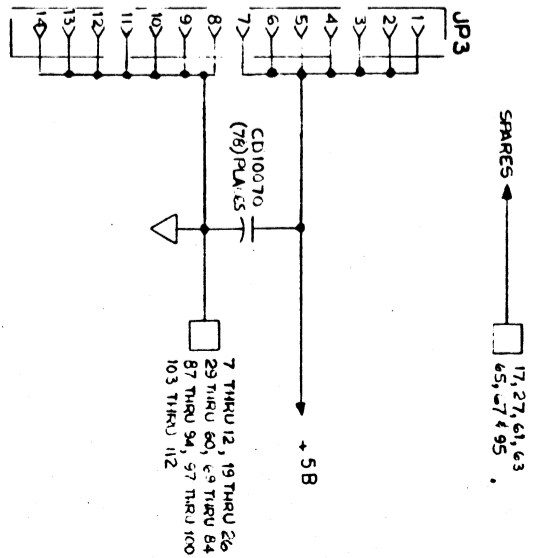 JP3
1
2
3
4
5
6
7
8
9
10
11
12
13
14
CD10070
(78) PLACES
+5B
7 THRU 12, 19 THRU 26
29 THRU 60, 69 THRU 84
87 THRU 94, 97 THRU 100
103 THRU 112
SPARES
17, 27, 61, 63
65, 67 & 95